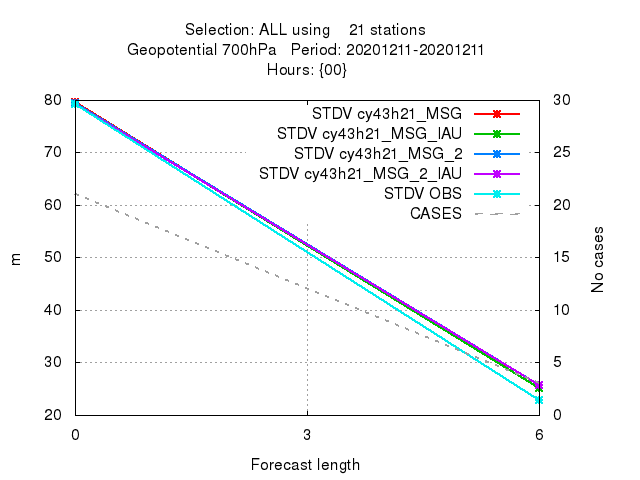 Selection: ALL using    21 stations
Geopotential 700hPa   Period: 20201211-20201211
Hours: {00}
STDV cy43h21_MSG
STDV cy43h21_MSG_IAU
STDV cy43h21_MSG_2
STDV cy43h21_MSG_2_IAU
STDV OBS
CASES
80
70
60
50
40
30
20
m
30
25
20
15
10
5
0
No cases
0 3 6
Forecast length